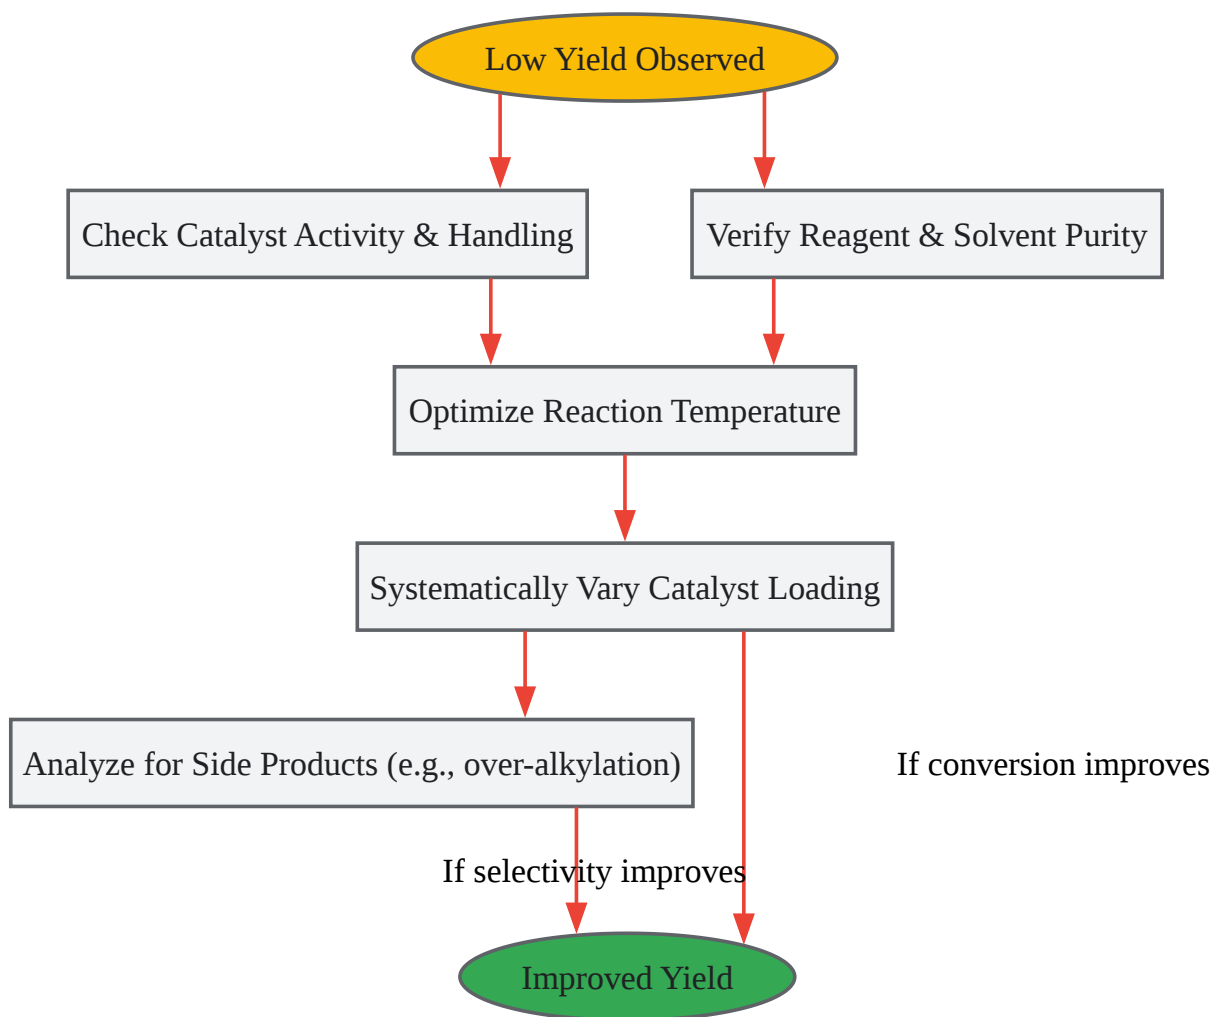 Low Yield Observed
Check Catalyst Activity & Handling
Verify Reagent & Solvent Purity
Optimize Reaction Temperature
Systematically Vary Catalyst Loading
Analyze for Side Products (e.g., over-alkylation)
If conversion improves
If selectivity improves
Improved Yield